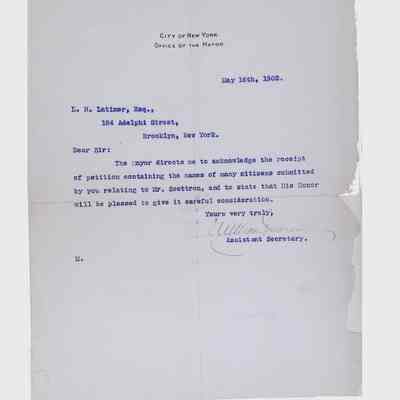 CITY OF NEW YORK
OFFICE OF THE MAYOR
May 16th, 1902.
L. H. Latimer, Esq.,
184 Adelphi Street,
Brooklyn, New York.
Dear Sir:
The Mayor directs me to acknowledge the receipt
of petition containing the names of many citizens submitted
by you relating to Mr. Scottron, and to state that His Honor
will be pleased to give it careful consideration.
Yours very truly,
William
Assistant Secretary.
M.